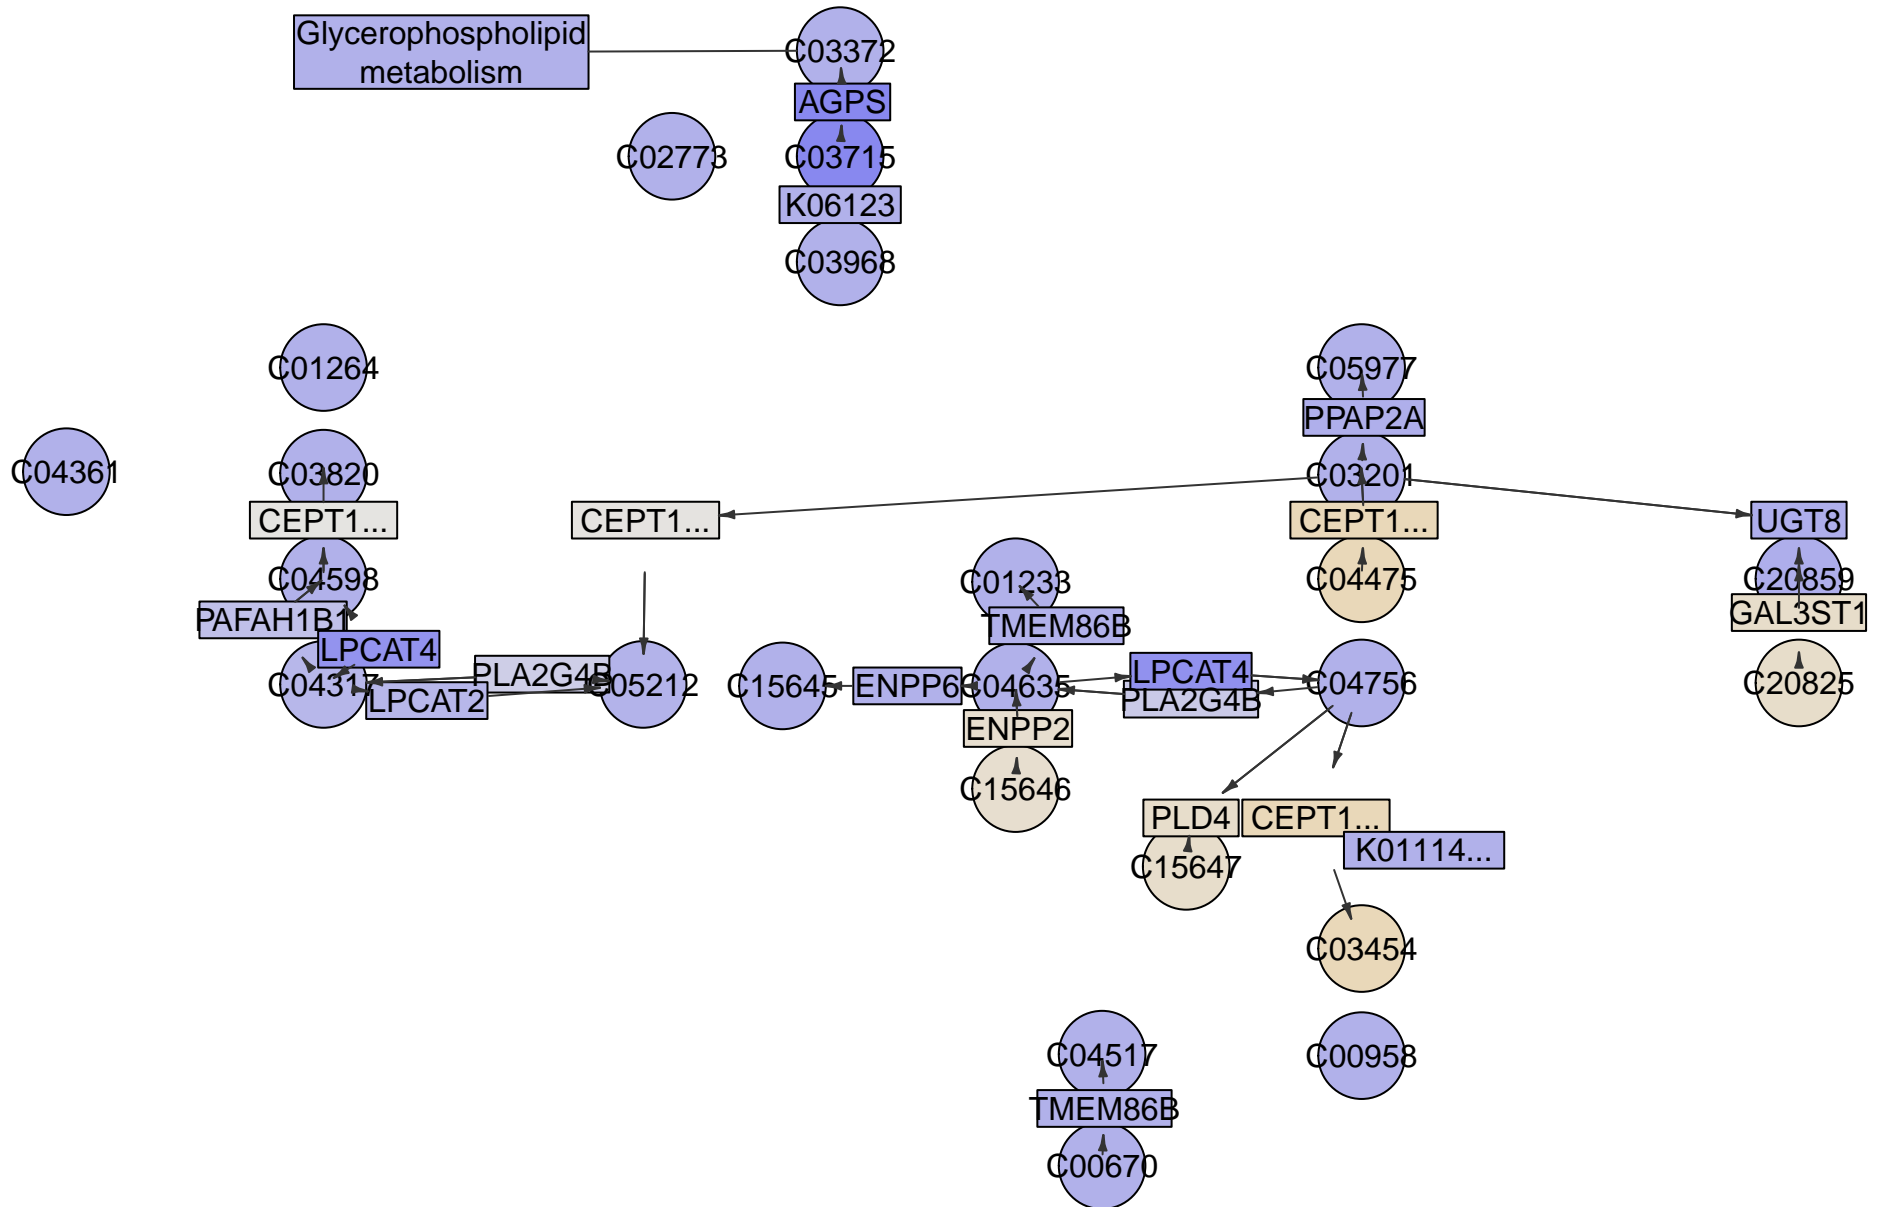 Glycerophospholipid
metabolism
C03372
AGPS
C02773
C03715
K06123
C03968
C01264
C05977
PPAP2A
C04361
C03820
C03201
CEPT1...
CEPT1...
CEPT1...
UGT8
C04598
C01233
C04475
C20859
PAFAH1B1
TMEM86B
GAL3ST1
LPCAT4
C04317
PLA2G4B
LPCAT2
C05212
C15645
ENPP6
C04635
LPCAT4
PLA2G4B
C04756
C20825
ENPP2
C15646
PLD4
CEPT1...
K01114...
C15647
C03454
C04517
C00958
TMEM86B
C00670